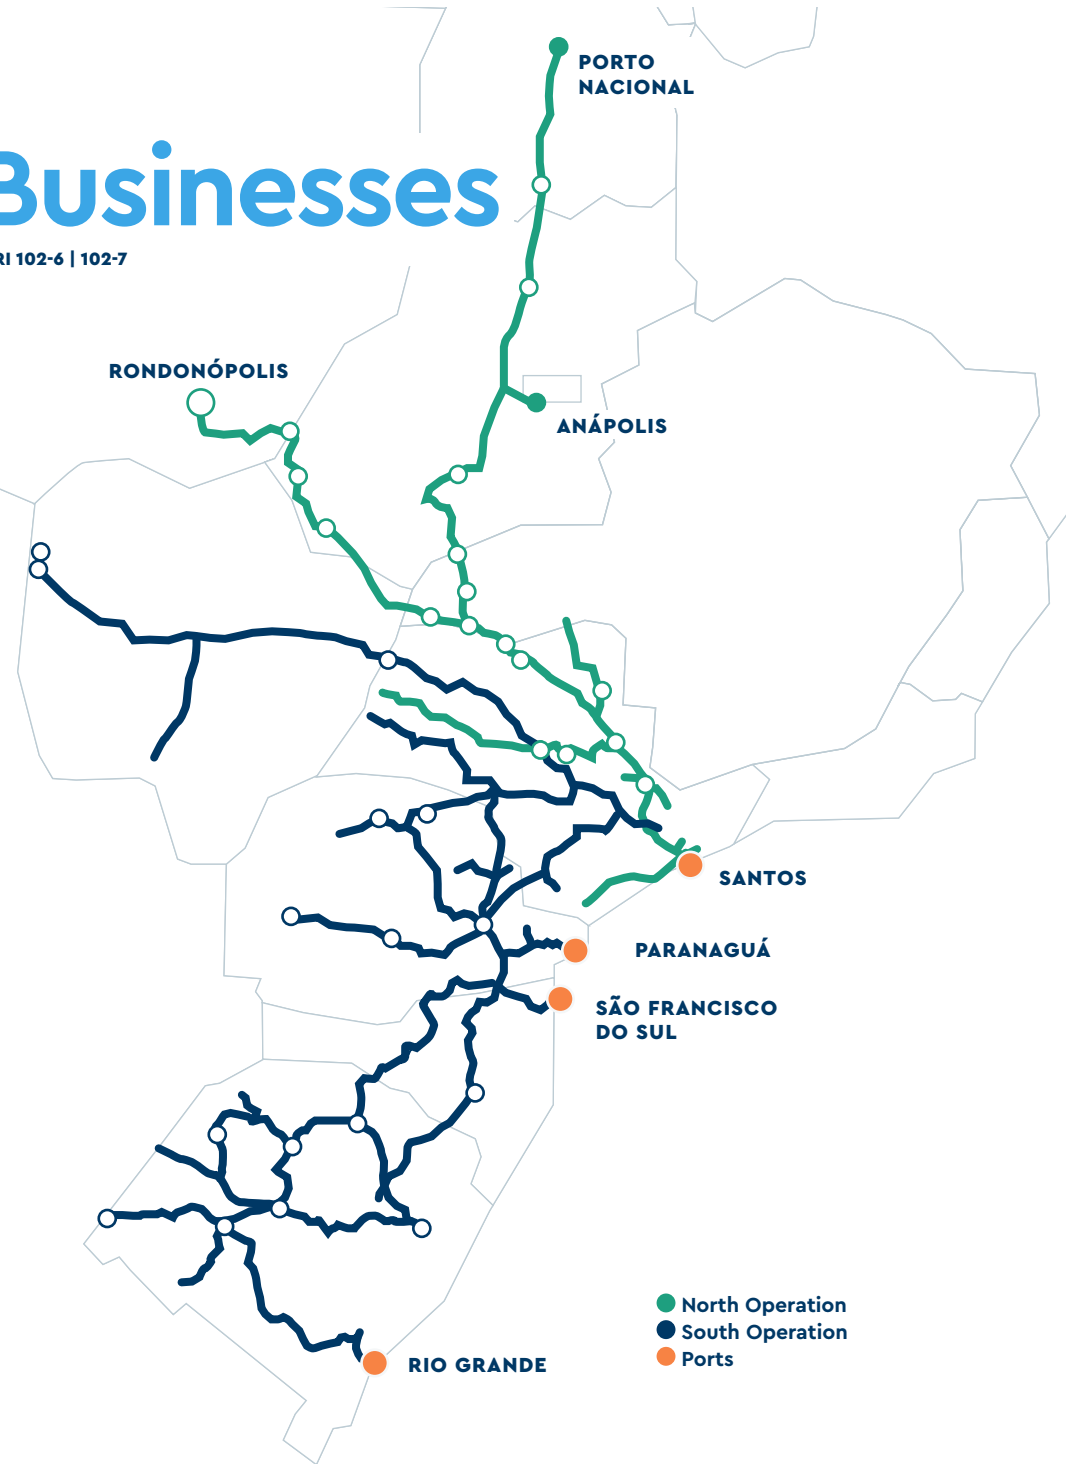 PORTO
NACIONAL
Businesses
RI 102-6 | 102-7
RONDONÓPOLIS
ANÁPOLIS
SANTOS
PARANAGUÁ
SÃO FRANCISCO
DO SUL
North Operation
South Operation
Ports
RIO GRANDE